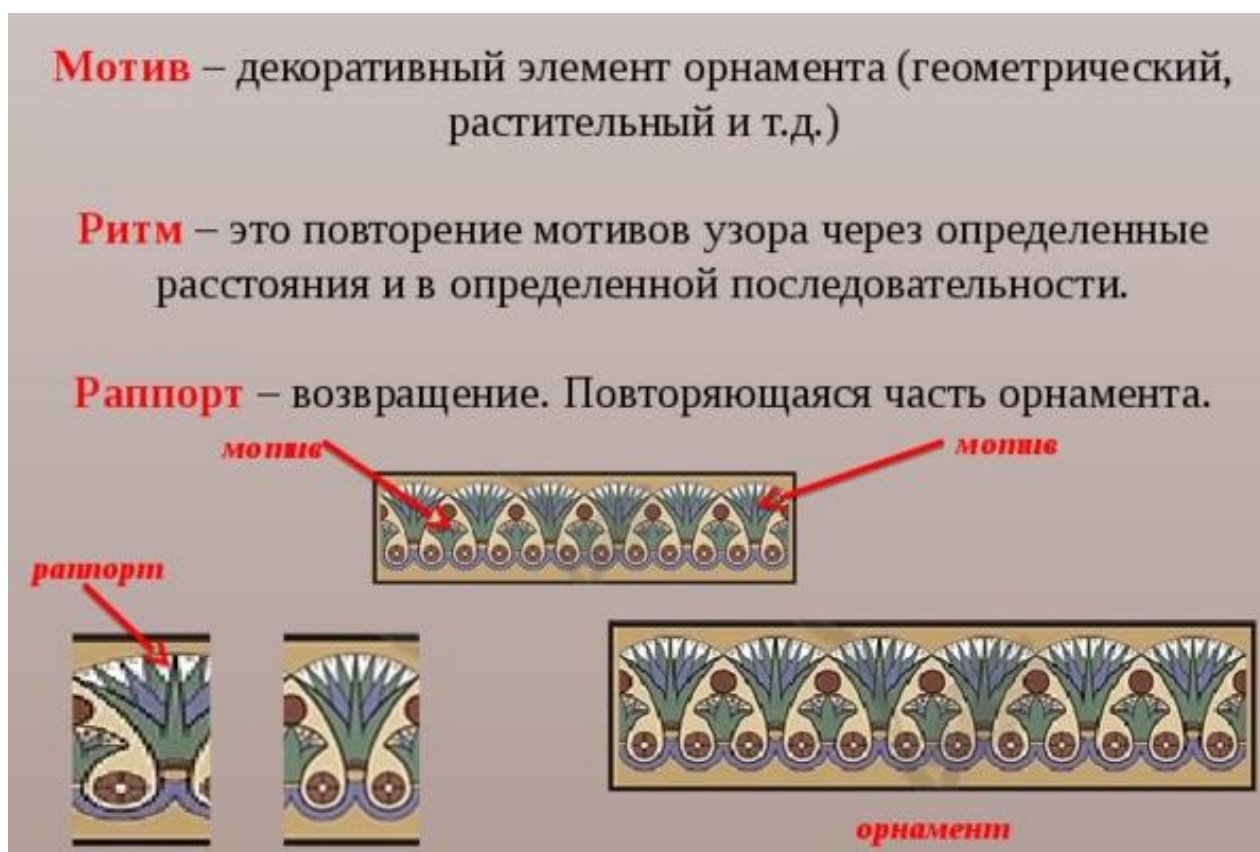 Мотив – декоративный элемент орнамента (геометрический,
растительный и т.д.)
Ритм – это повторение мотивов узора через определенные
расстояния и в определенной последовательности.
Раппорт – возвращение. Повторяющаяся часть орнамента.
мотив
мотив
раппорт
орнамент